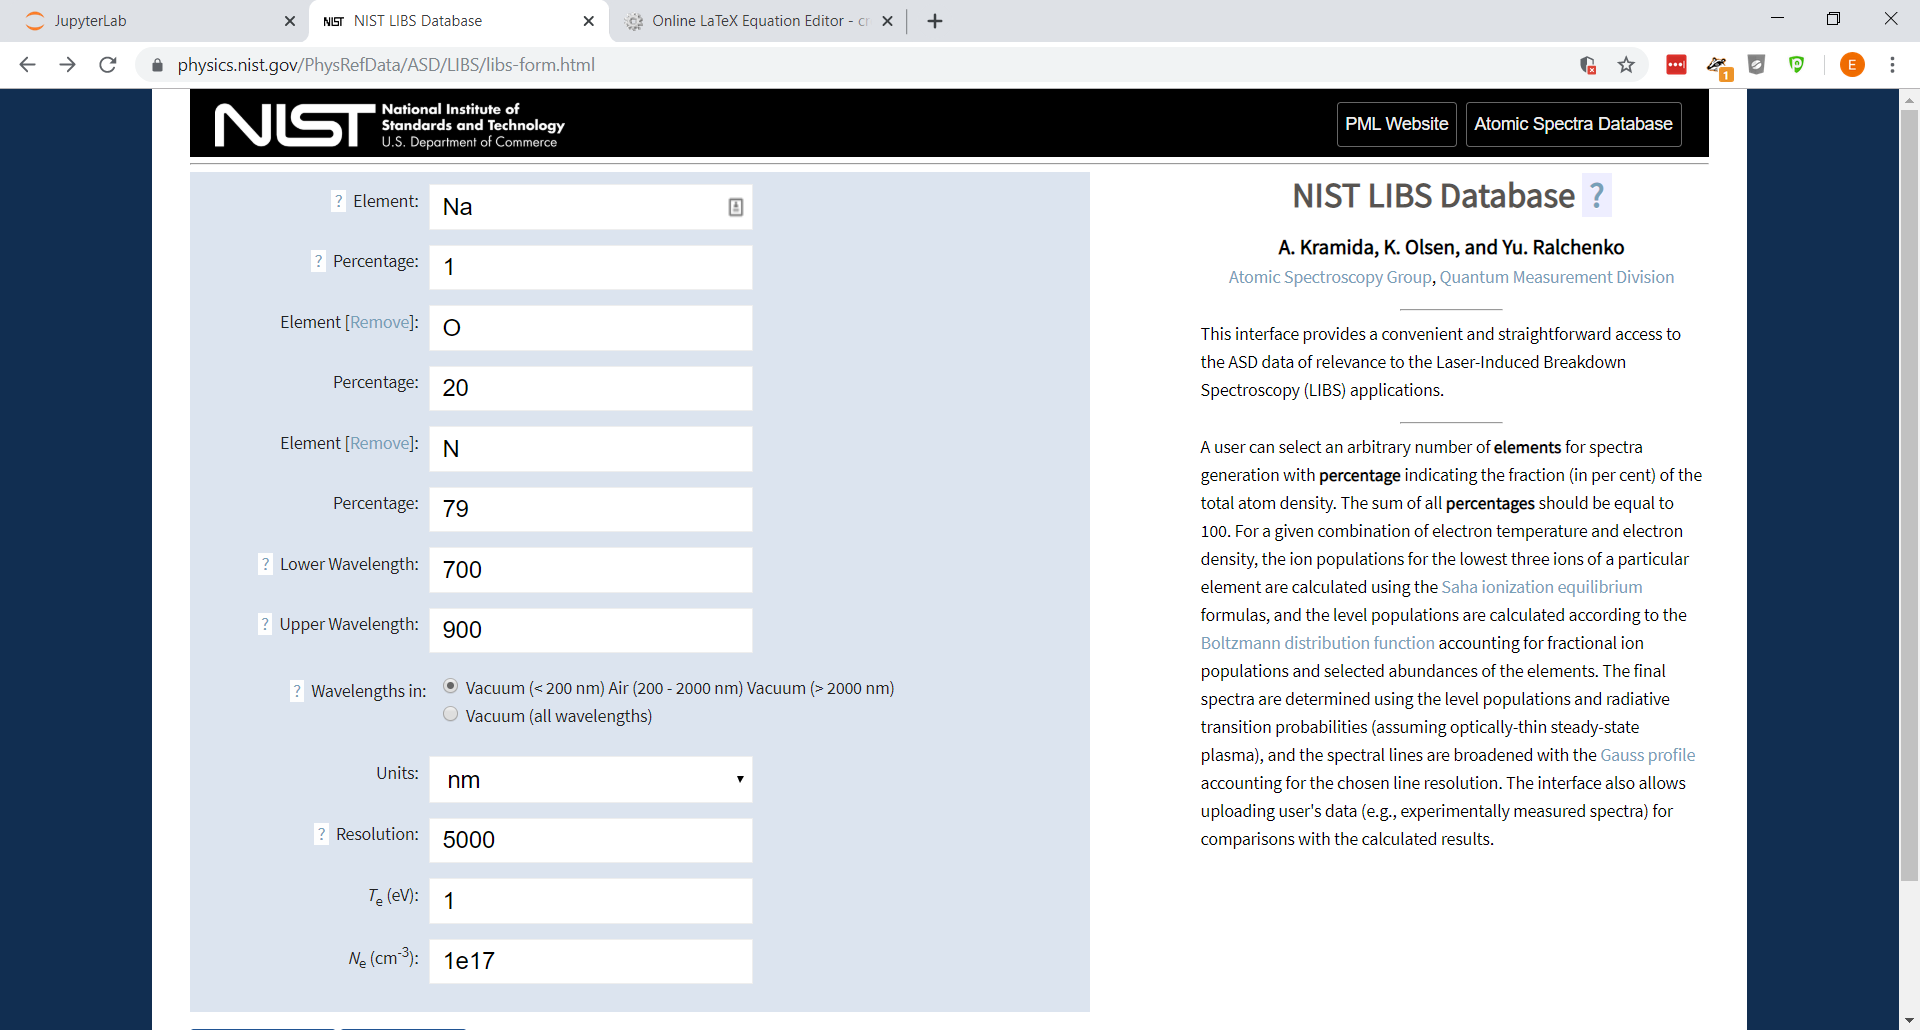 JupyterLab
NIST NIST LIBS Database
Online LaTeX Equation Editor - c
physics.nist.gov/PhysRefData/ASD/LIBS/libs-form.html
1
E
NIST
National Institute of
Standards and Technology
U.S. Department of Commerce
PML Website
Atomic Spectra Database
? Element: Na
? Percentage: 1
Element [Remove]: O
Percentage: 20
Element [Remove]: N
Percentage: 79
? Lower Wavelength: 700
? Upper Wavelength: 900
? Wavelengths in: Vacuum (< 200 nm) Air (200 - 2000 nm) Vacuum (> 2000 nm)
Vacuum (all wavelengths)
Units: nm
? Resolution: 5000
Te (eV): 1
Ne (cm-3): 1e17
NIST LIBS Database ?
A. Kramida, K. Olsen, and Yu. Ralchenko
Atomic Spectroscopy Group, Quantum Measurement Division
This interface provides a convenient and straightforward access to
the ASD data of relevance to the Laser-Induced Breakdown
Spectroscopy (LIBS) applications.
A user can select an arbitrary number of elements for spectra
generation with percentage indicating the fraction (in per cent) of the
total atom density. The sum of all percentages should be equal to
100. For a given combination of electron temperature and electron
density, the ion populations for the lowest three ions of a particular
element are calculated using the Saha ionization equilibrium
formulas, and the level populations are calculated according to the
Boltzmann distribution function accounting for fractional ion
populations and selected abundances of the elements. The final
spectra are determined using the level populations and radiative
transition probabilities (assuming optically-thin steady-state
plasma), and the spectral lines are broadened with the Gauss profile
accounting for the chosen line resolution. The interface also allows
uploading user's data (e.g., experimentally measured spectra) for
comparisons with the calculated results.